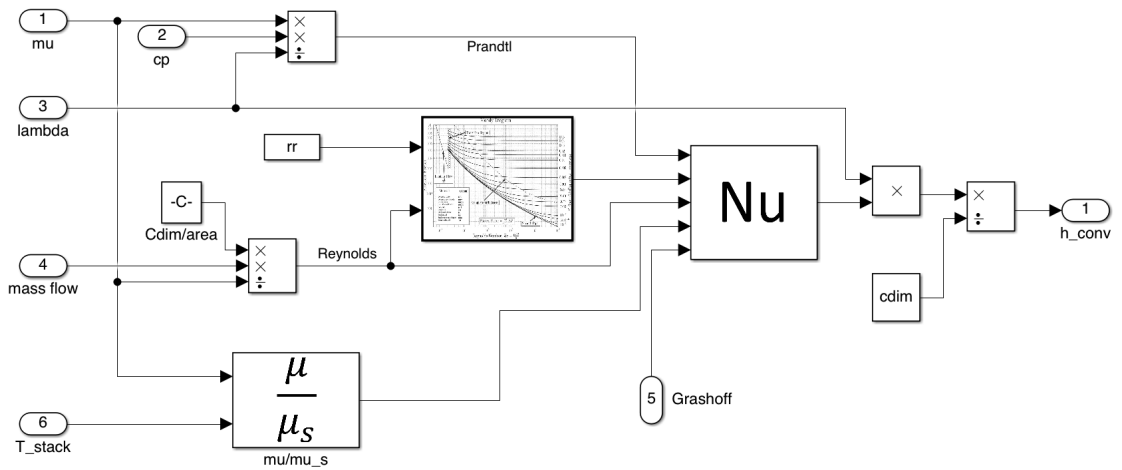 1
mu
2
cp
×
×
÷
Prandtl
3
lambda
rr
-C-
Cdim/area
4
mass flow
×
×
÷
Reynolds
Nu
×
×
÷
1
h_conv
cdim
μ
μs
mu/mu_s
5
Grashoff
6
T_stack